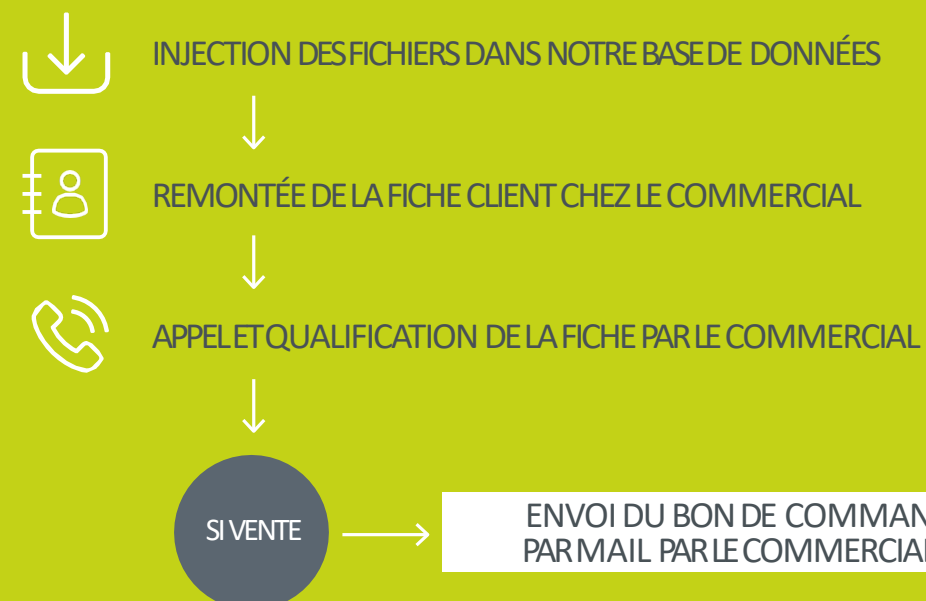 INJECTION DES FICHIERS DANS NOTRE BASE DE DONNÉES
REMONTÉE DE LA FICHE CLIENT CHEZ LE COMMERCIAL
APPEL ET QUALIFICATION DE LA FICHE PAR LE COMMERCIAL
SI VENTE
ENVOI DU BON DE COMMAN
PAR MAIL PAR LE COMMERCIAL